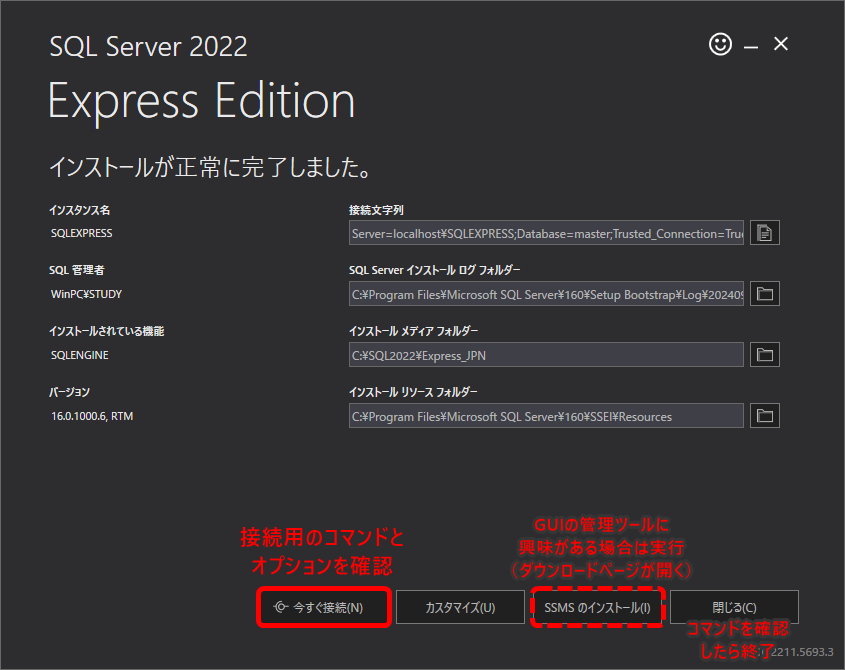 SQL Server 2022
Express Edition
インストールが正常に完了しました。
インスタンス名
SQLEXPRESS
接続文字列
Server=localhost¥SQLEXPRESS;Database=master;Trusted_Connection=True
SQL 管理者
WinPC¥STUDY
SQL Server インストール ログ フォルダー
C:¥Program Files¥Microsoft SQL Server¥160¥Setup Bootstrap¥Log¥202409
インストールされている機能
SQLENGINE
インストール メディア フォルダー
C:¥SQL2022¥Express_JPN
バージョン
16.0.1000.6, RTM
インストール リソース フォルダー
C:¥Program Files¥Microsoft SQL Server¥160¥SSEI¥Resources
接続用のコマンドと
オプションを確認
GUIの管理ツールに
興味がある場合は実行
（ダウンロードページが開く）
今すぐ接続(N)
カスタマイズ(U)
SSMS のインストール(I)
閉じる(C)
コマンドを確認
したら終了
2211.5693.3